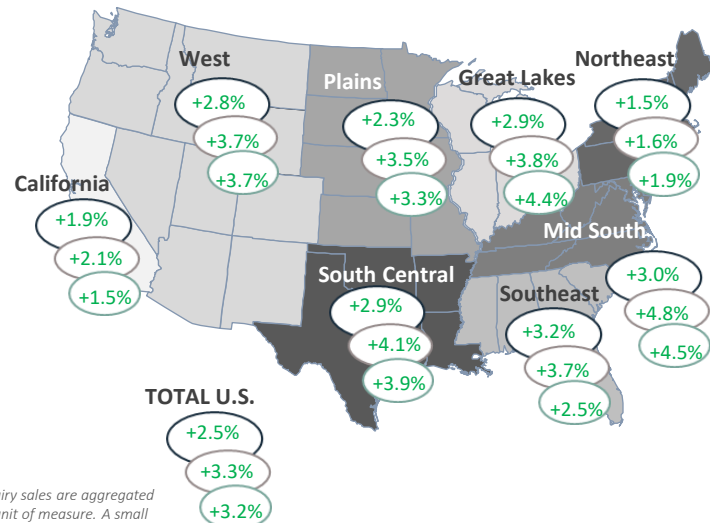 West
+2.8%
+3.7%
+3.7%
Plains
+2.3%
+3.5%
+3.3%
Great Lakes
+2.9%
+3.8%
+4.4%
Northeast
+1.5%
+1.6%
+1.9%
California
+1.9%
+2.1%
+1.5%
Mid South
+3.0%
+4.8%
+4.5%
South Central
+2.9%
+4.1%
+3.9%
Southeast
+3.2%
+3.7%
+2.5%
TOTAL U.S.
+2.5%
+3.3%
+3.2%
iry sales are aggregated
nit of measure. A small